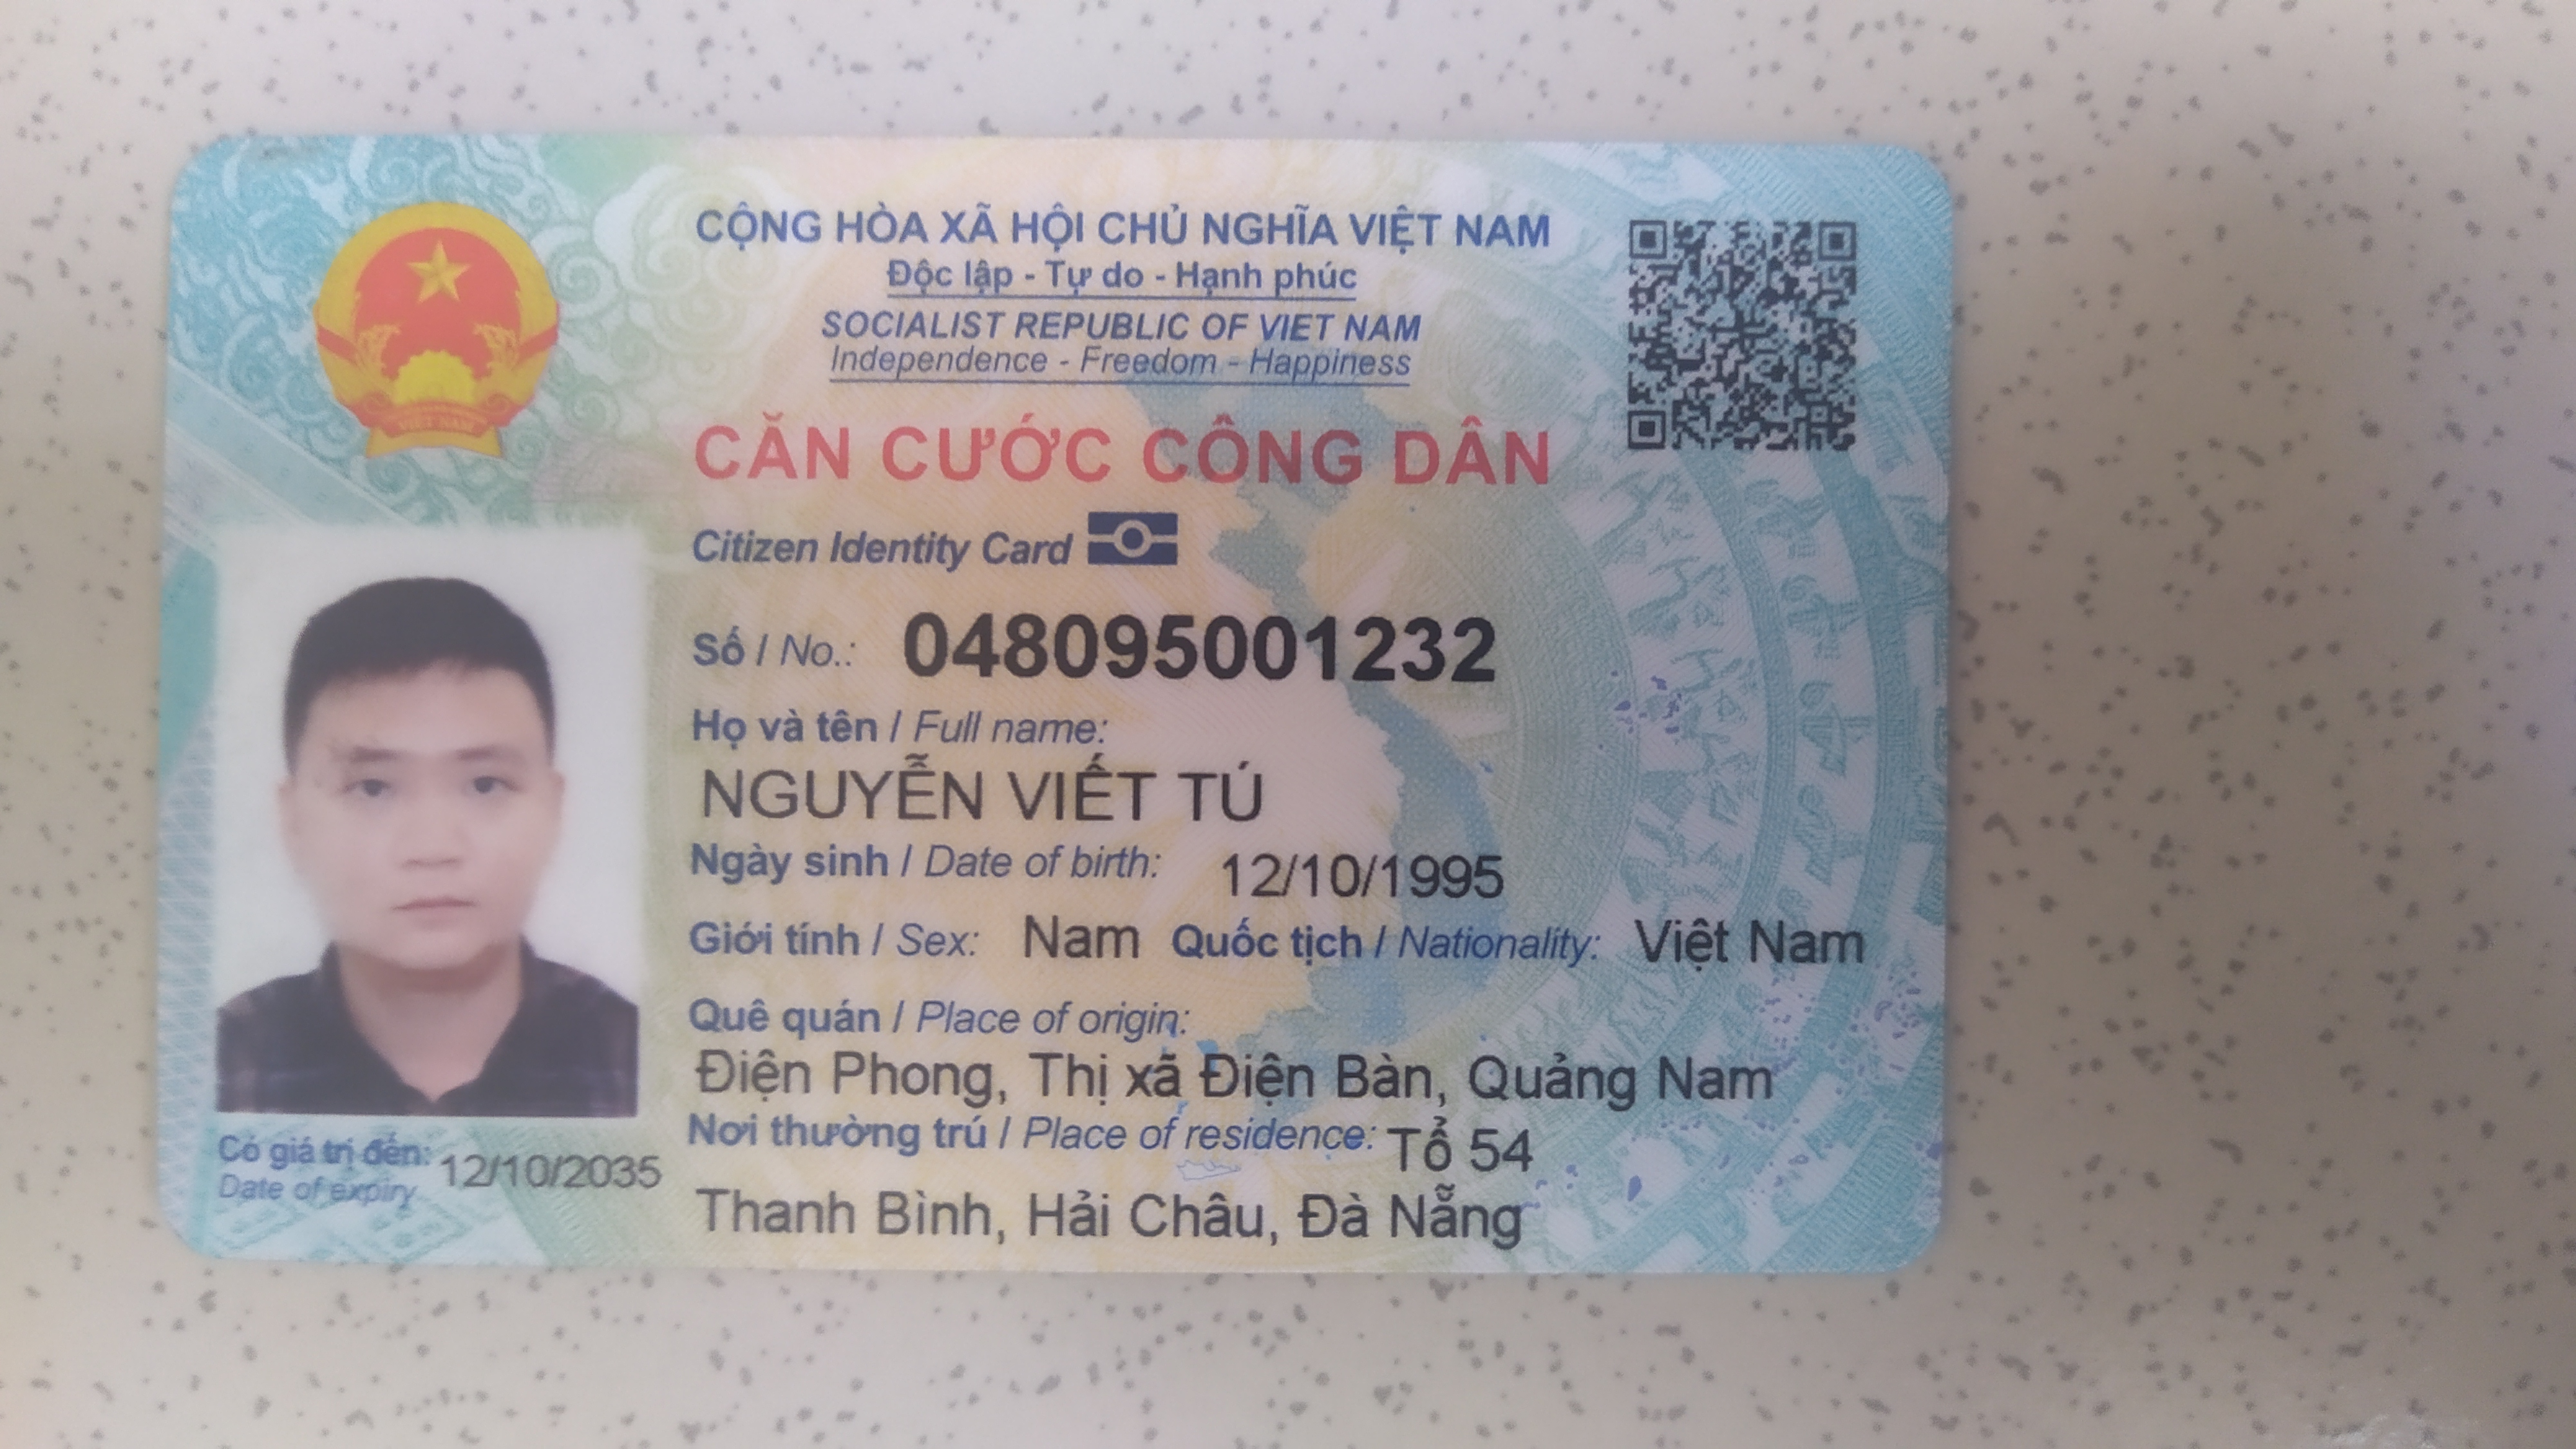 CỘNG HÒA XÃ HỘI CHỦ NGHĨA VIỆT NAM
Độc lập - Tự do - Hạnh phúc
SOCIALIST REPUBLIC OF VIET NAM
Independence - Freedom - Happiness
VIỆT NAM
CĂN CƯỚC CÔNG DÂN
Citizen Identity Card
Số / No.: 048095001232
Họ và tên / Full name:
NGUYỄN VIẾT TÚ
Ngày sinh / Date of birth: 12/10/1995
Giới tính / Sex: Nam Quốc tịch / Nationality: Việt Nam
Quê quán / Place of origin:
Điện Phong, Thị xã Điện Bàn, Quảng Nam
Nơi thường trú / Place of residence: Tổ 54
Thanh Bình, Hải Châu, Đà Nẵng
Có giá trị đến: 12/10/2035
Date of expiry